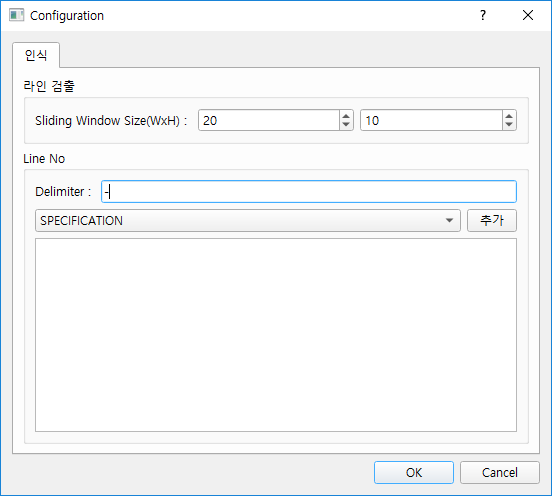 Configuration
인식
라인 검출
Sliding Window Size(WxH) : 20 10
Line No
Delimiter : -
SPECIFICATION 추가
OK Cancel